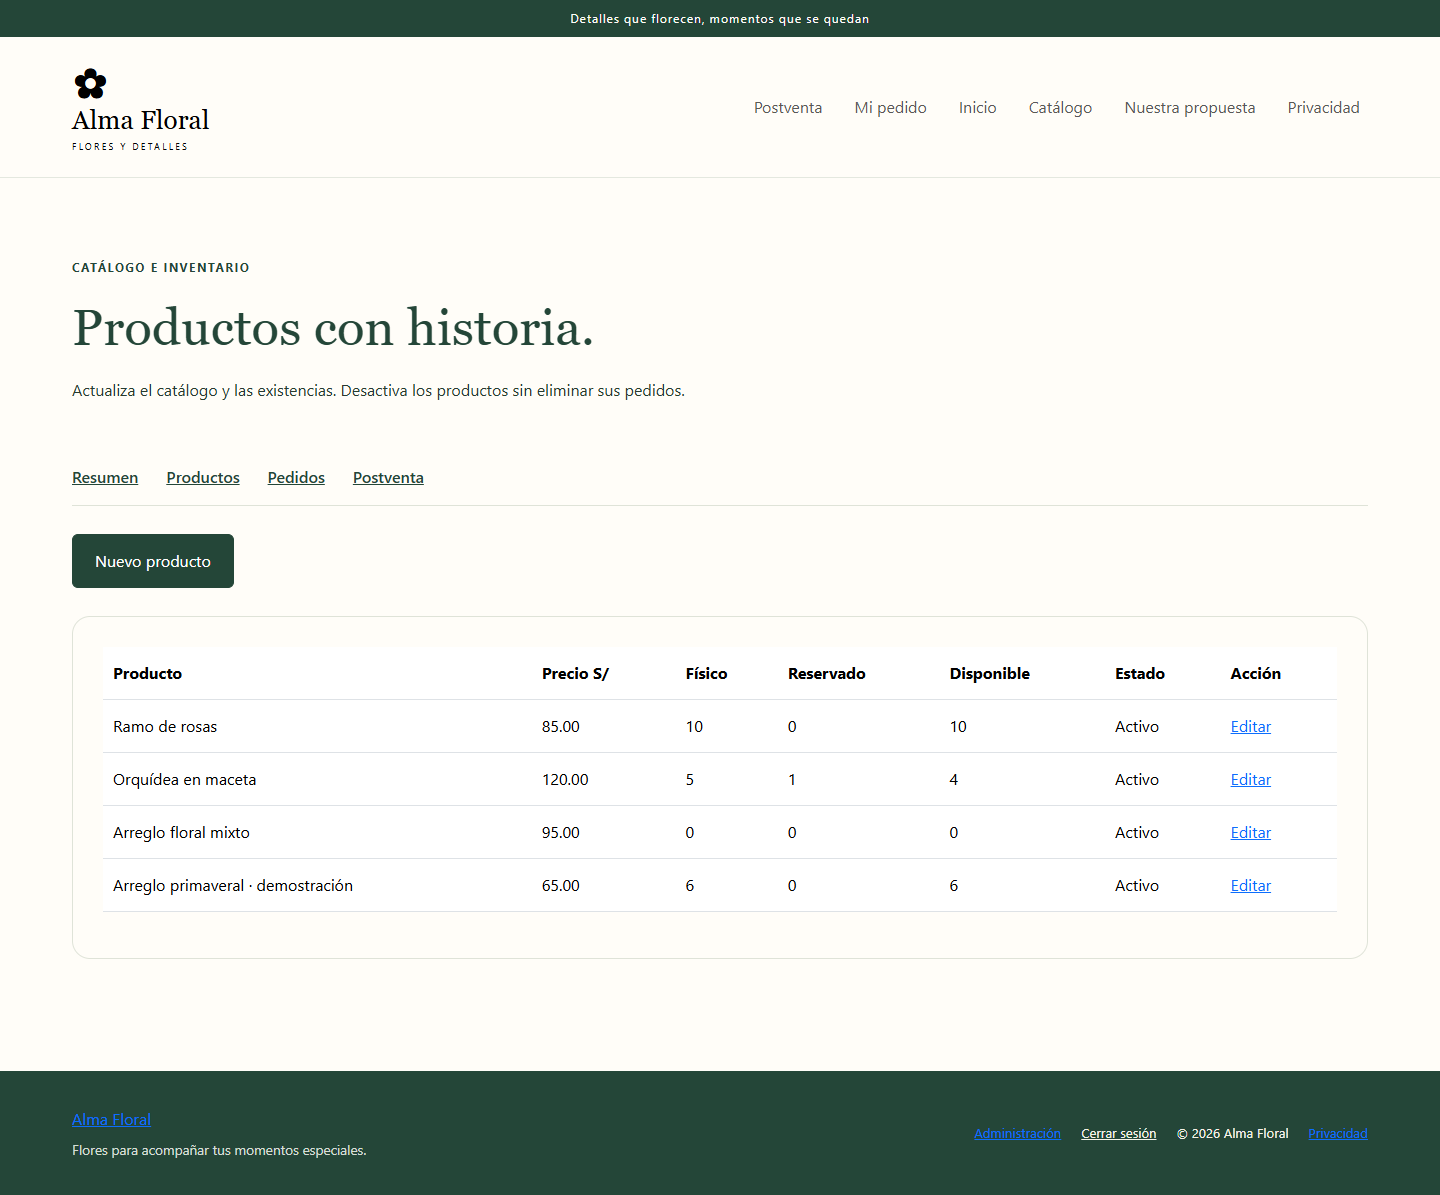 Detalles que florecen, momentos que se quedan
Alma Floral
FLORES Y DETALLES
Postventa Mi pedido Inicio Catálogo Nuestra propuesta Privacidad
CATÁLOGO E INVENTARIO
Productos con historia.
Actualiza el catálogo y las existencias. Desactiva los productos sin eliminar sus pedidos.
Resumen Productos Pedidos Postventa
Nuevo producto
Producto Precio S/ Físico Reservado Disponible Estado Acción
Ramo de rosas 85.00 10 0 10 Activo Editar
Orquídea en maceta 120.00 5 1 4 Activo Editar
Arreglo floral mixto 95.00 0 0 0 Activo Editar
Arreglo primaveral · demostración 65.00 6 0 6 Activo Editar
Alma Floral
Flores para acompañar tus momentos especiales.
Administración Cerrar sesión © 2026 Alma Floral Privacidad